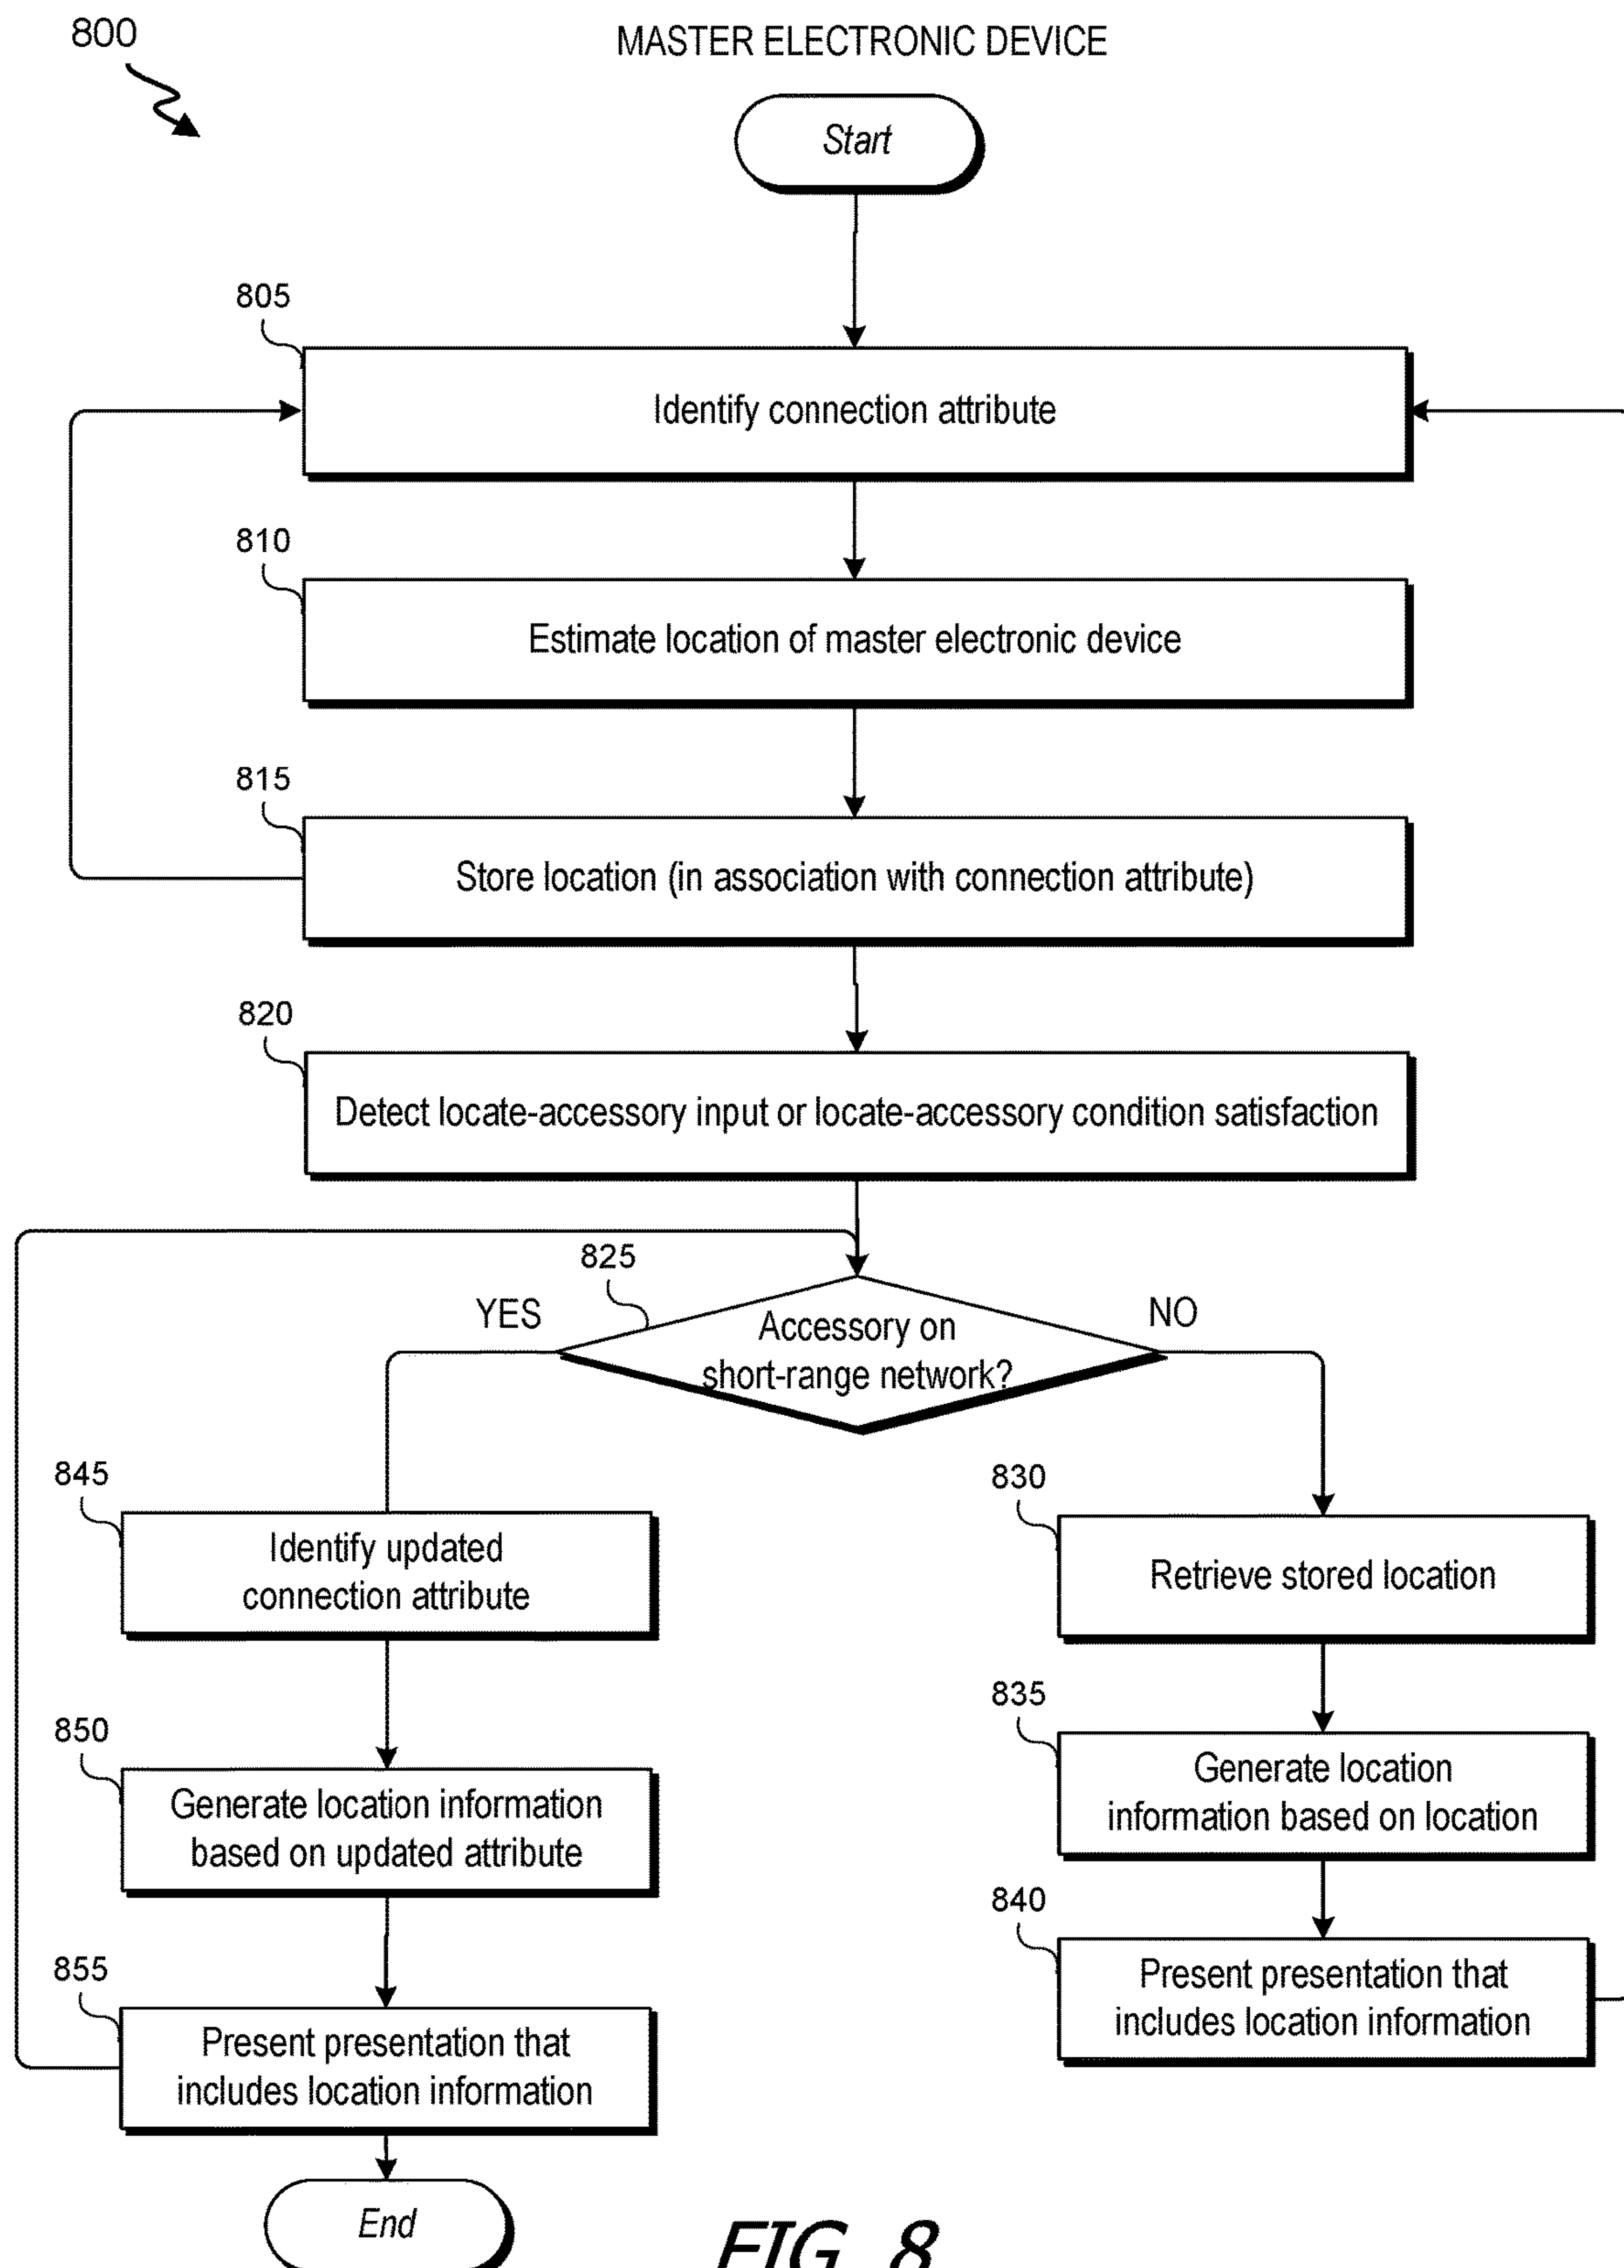 800
MASTER ELECTRONIC DEVICE
Start
805
Identify connection attribute
810
Estimate location of master electronic device
815
Store location (in association with connection attribute)
820
Detect locate-accessory input or locate-accessory condition satisfaction
825
YES
NO
Accessory on
short-range network?
845
Identify updated
connection attribute
830
Retrieve stored location
835
Generate location
information based on location
850
Generate location information
based on updated attribute
840
Present presentation that
includes location information
855
Present presentation that
includes location information
End
FIG. 8